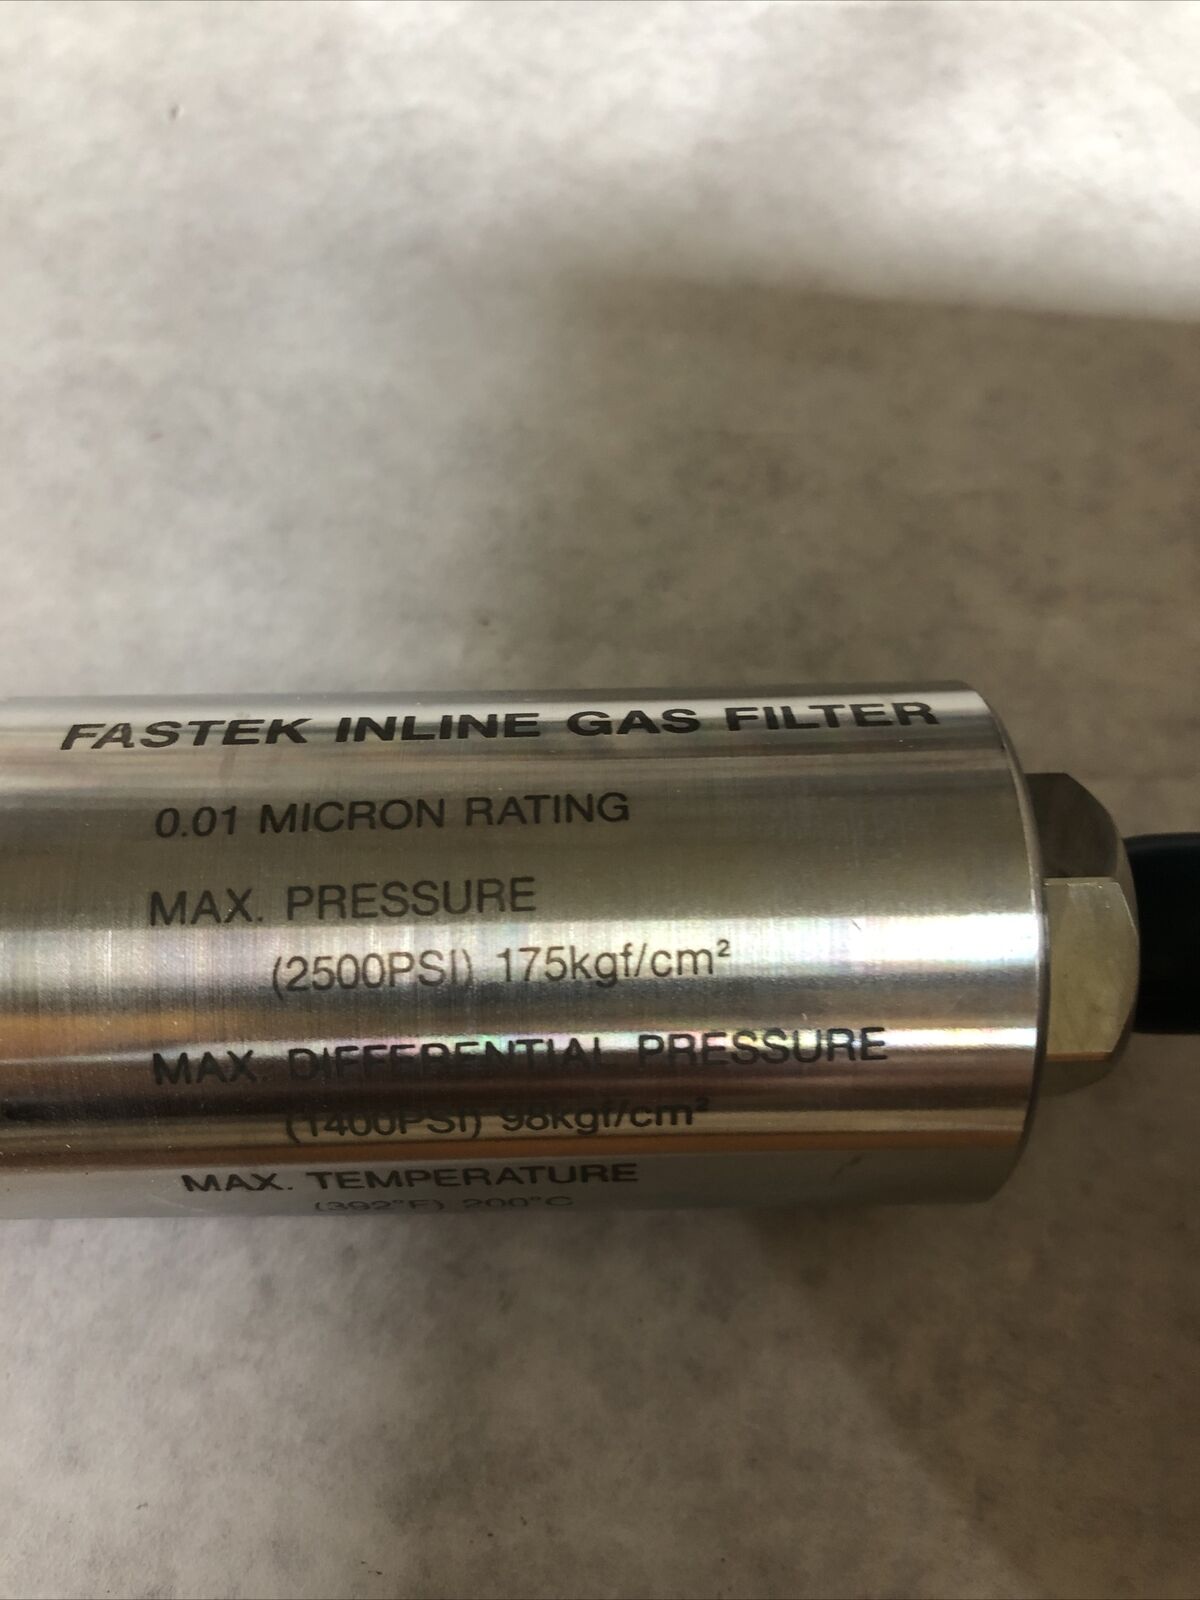 FASTEK INLINE GAS FILTER
0.01 MICRON RATING
MAX. PRESSURE
(2500PSI) 175kgf/cm²
MAX. DIFFERENTIAL PRESSURE
(1400PSI) 98kgf/cm²
MAX. TEMPERATURE
(392°F) 200°C